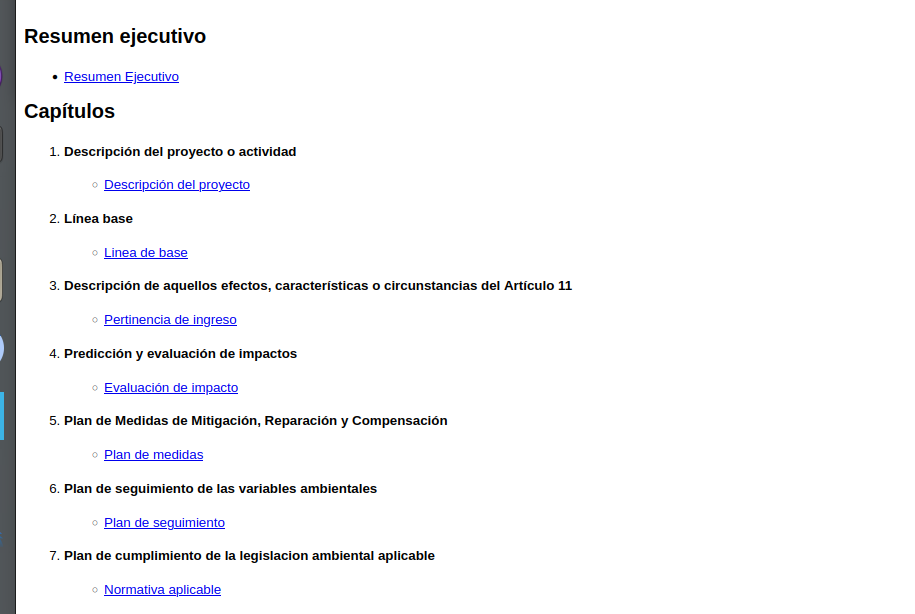 Resumen ejecutivo
• Resumen Ejecutivo
Capítulos
1. Descripción del proyecto o actividad
○ Descripción del proyecto
2. Línea base
○ Linea de base
3. Descripción de aquellos efectos, características o circunstancias del Artículo 11
○ Pertinencia de ingreso
4. Predicción y evaluación de impactos
○ Evaluación de impacto
5. Plan de Medidas de Mitigación, Reparación y Compensación
○ Plan de medidas
6. Plan de seguimiento de las variables ambientales
○ Plan de seguimiento
7. Plan de cumplimiento de la legislacion ambiental aplicable
○ Normativa aplicable